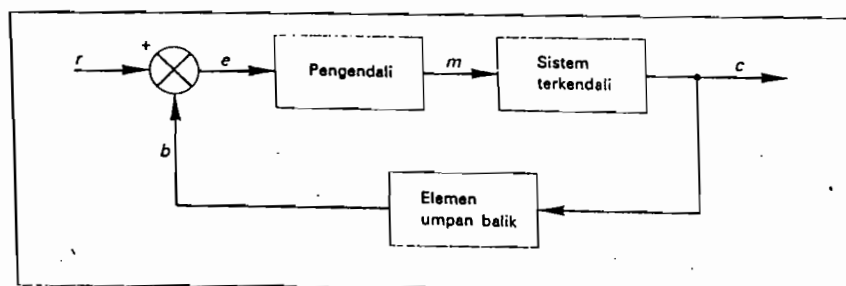 +
r
e
Pengendali
m
Sistem
terkendali
c
b
Elemen
umpan balik